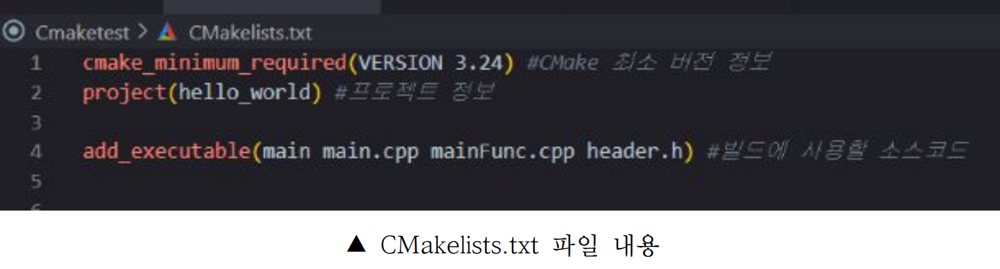 Cmaketest > CMakelists.txt
1 cmake_minimum_required(VERSION 3.24) #CMake 최소 버전 정보
2 project(hello_world) #프로젝트 정보
3
4 add_executable(main main.cpp mainFunc.cpp header.h) #빌드에 사용할 소스코드
5
6
▲ CMakelists.txt 파일 내용